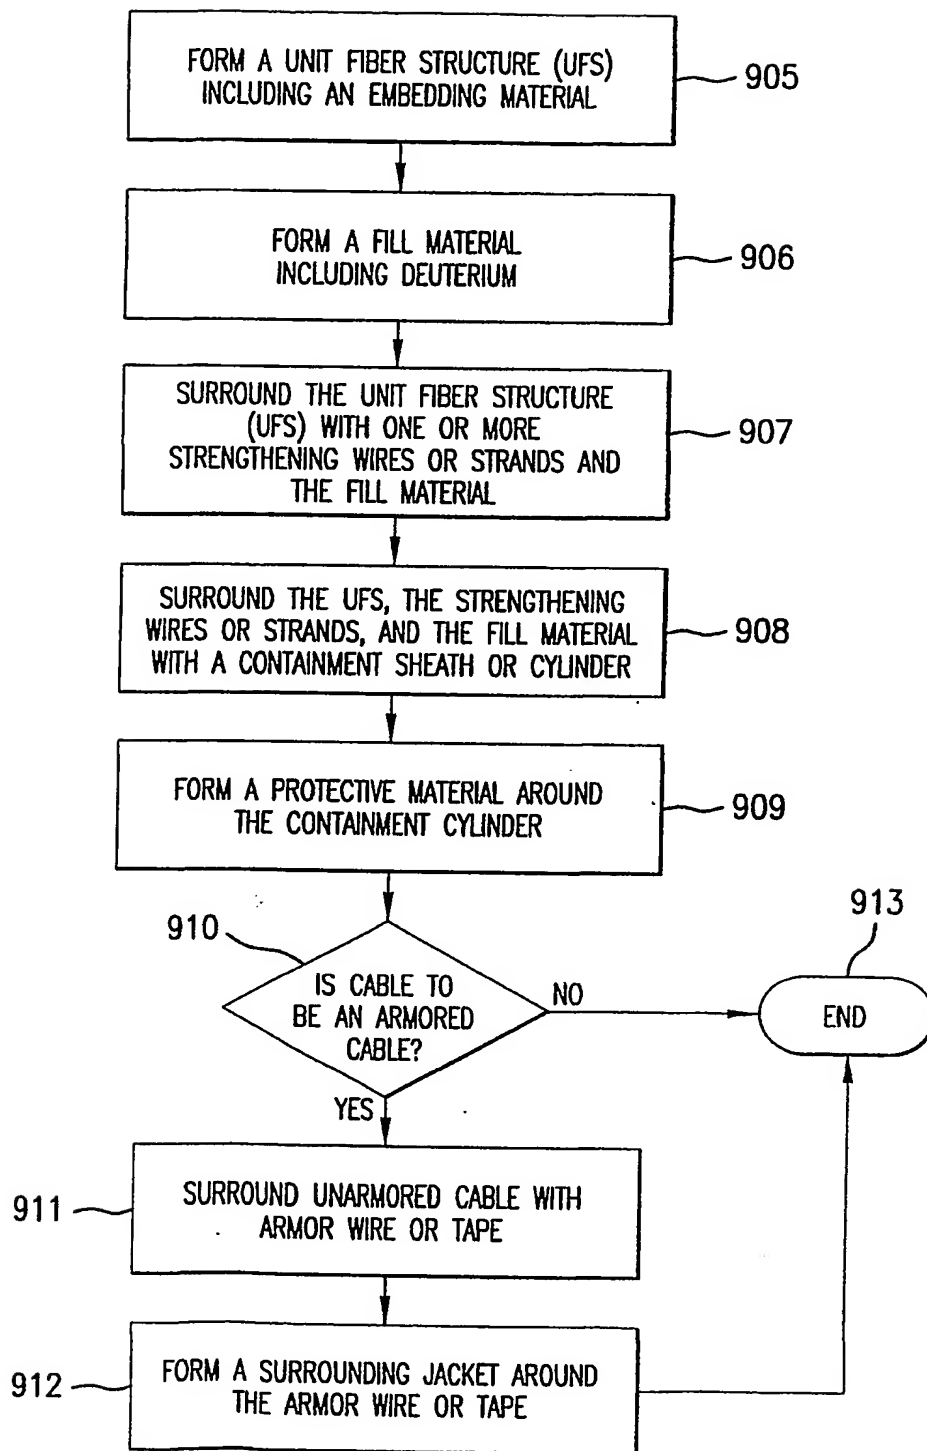 FORM A UNIT FIBER STRUCTURE (UFS)
INCLUDING AN EMBEDDING MATERIAL
905
FORM A FILL MATERIAL
INCLUDING DEUTERIUM
906
SURROUND THE UNIT FIBER STRUCTURE
(UFS) WITH ONE OR MORE
STRENGTHENING WIRES OR STRANDS AND
THE FILL MATERIAL
907
SURROUND THE UFS, THE STRENGTHENING
WIRES OR STRANDS, AND THE FILL MATERIAL
WITH A CONTAINMENT SHEATH OR CYLINDER
908
FORM A PROTECTIVE MATERIAL AROUND
THE CONTAINMENT CYLINDER
909
910
IS CABLE TO
BE AN ARMORED
CABLE?
NO
913
END
YES
911
SURROUND UNARMORED CABLE WITH
ARMOR WIRE OR TAPE
912
FORM A SURROUNDING JACKET AROUND
THE ARMOR WIRE OR TAPE